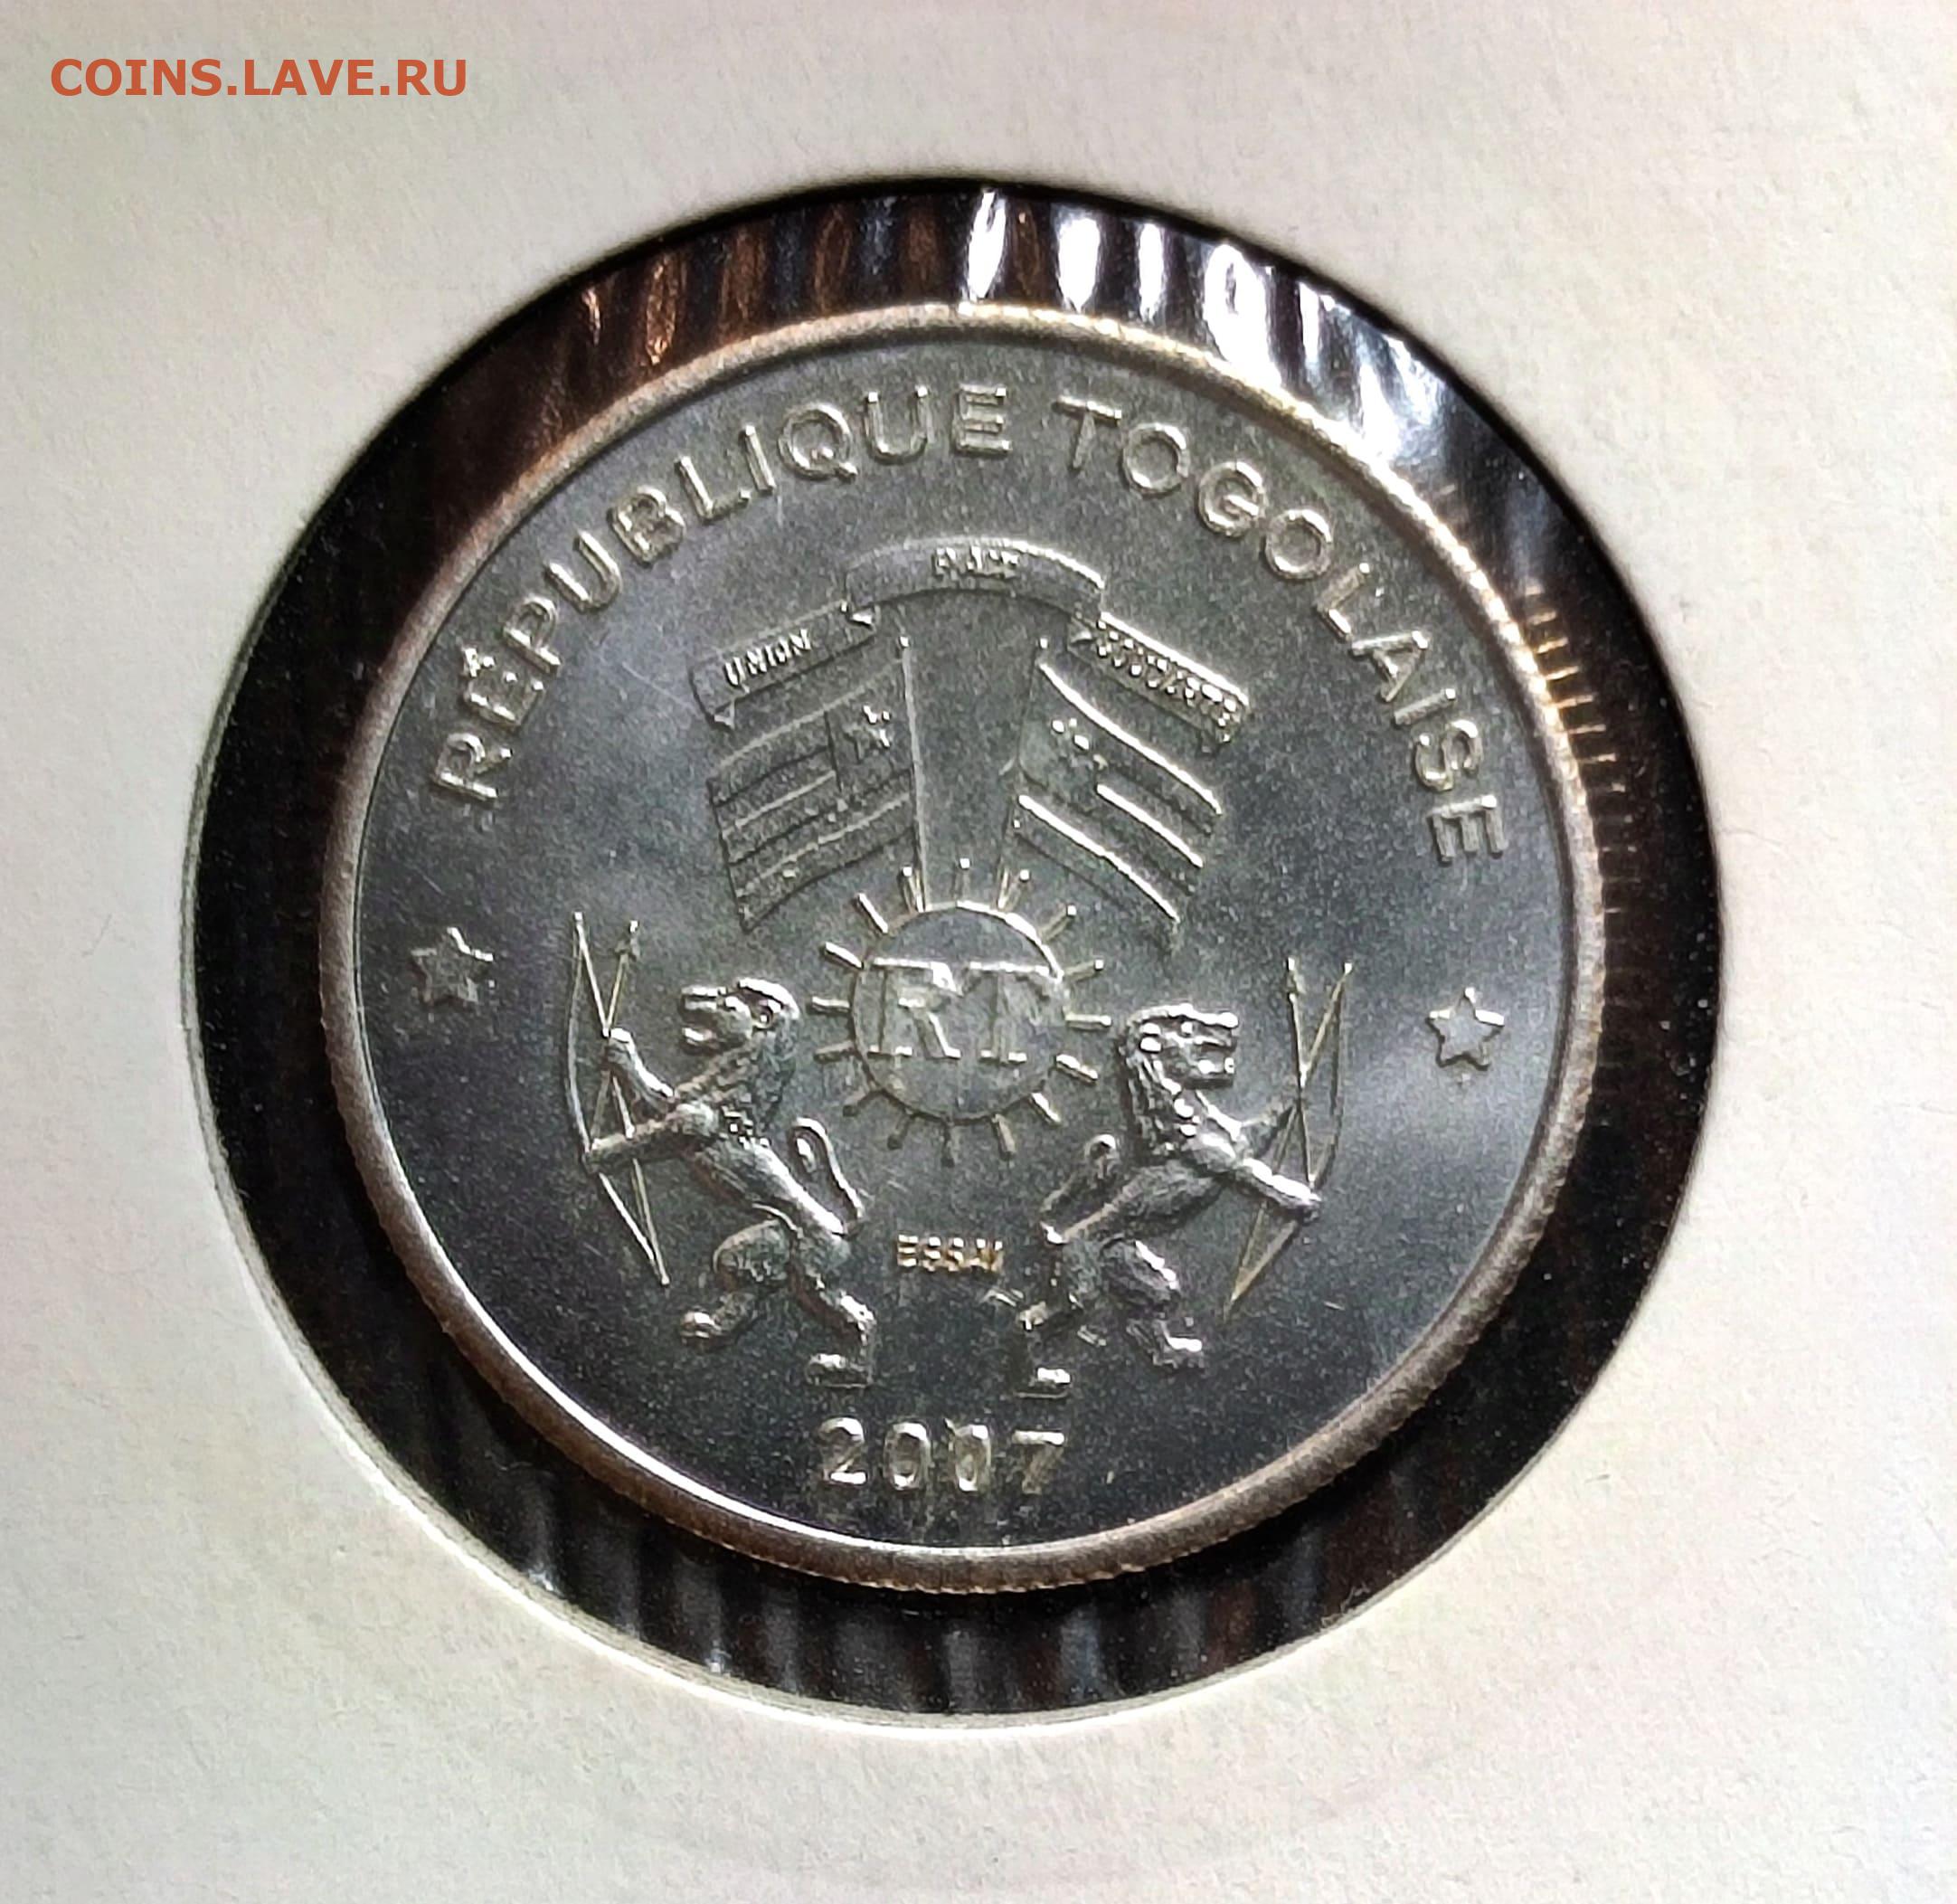 COINS.LAVE.RU
RÉPUBLIQUE TOGOLAISE
UNION
RT
ESSAI
2007